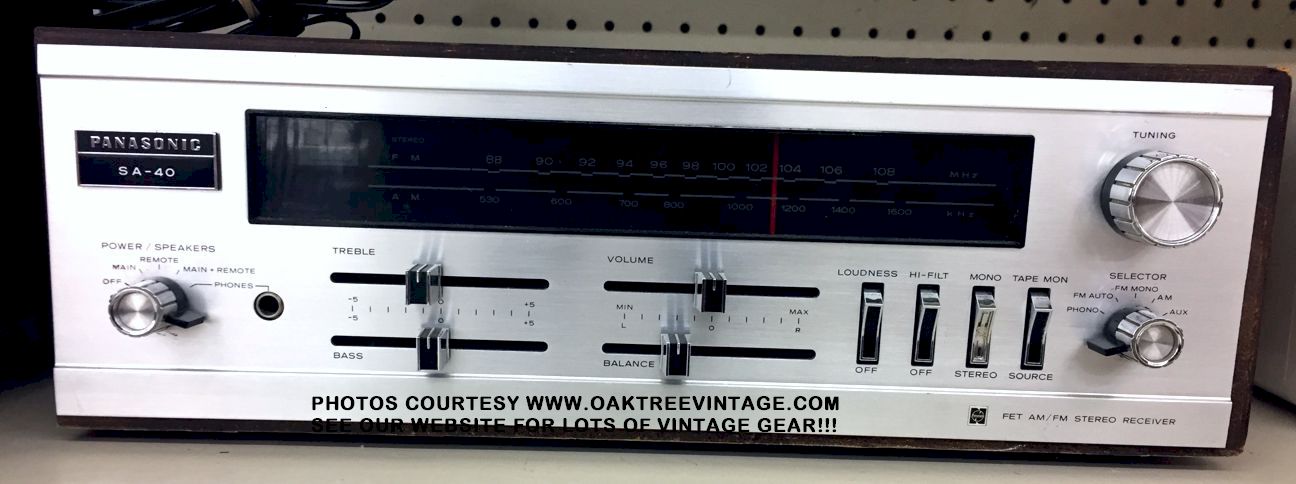 PANASONIC
SA-40
STEREO
FM 88 90 92 94 96 98 100 102 104 106 108 MHz
AM 530 600 700 800 1000 1200 1400 1600 kHz
TUNING
POWER / SPEAKERS
REMOTE
MAIN MAIN + REMOTE
OFF PHONES
TREBLE
-5 0 +5
-5 0 +5
BASS
VOLUME
MIN MAX
L 0 R
BALANCE
LOUDNESS HI-FILT MONO TAPE MON
OFF OFF STEREO SOURCE
SELECTOR
FM MONO
FM AUTO AM
PHONO AUX
FET AM/FM STEREO RECEIVER
PHOTOS COURTESY WWW.OAKTREEVINTAGE.COM
SEE OUR WEBSITE FOR LOTS OF VINTAGE GEAR!!!